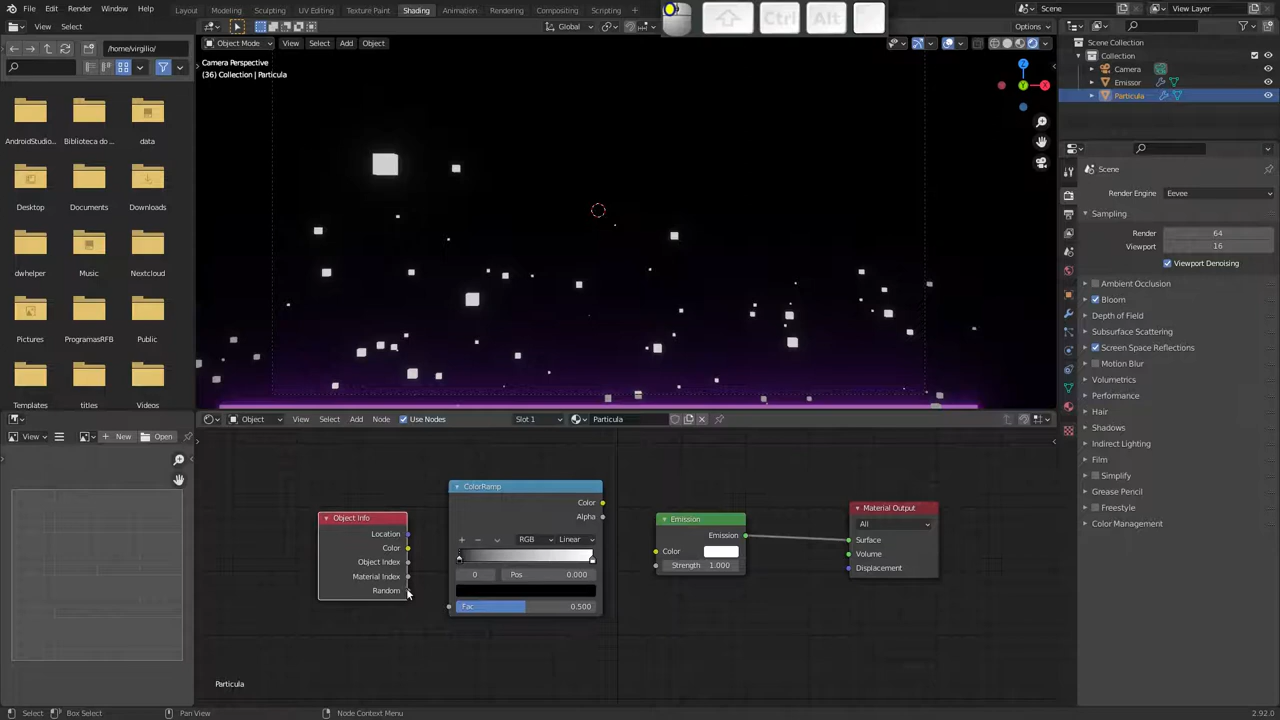 File Edit Render Window Help Layout Modeling Sculpting UV Editing Texture Paint Shading Animation Rendering Compositing Scripting Scene View Layer
Shift Ctrl Alt
View Select
Global
Options
/home/virgilio/
Object Mode View Select Add Object
Camera Perspective
(36) Collection | Particula
Z
Y
X
AndroidStudio...
Biblioteca do ...
data
Desktop
Documents
Downloads
dwhelper
Music
Nextcloud
Pictures
ProgramasRFB
Public
Templates
titles
Videos
View
New
Open
Object View Select Add Node Use Nodes Slot 1 Particula
Object Info
Location
Color
Object Index
Material Index
Random
ColorRamp
Color
Alpha
RGB
Linear
0
Pos 0.000
Fac 0.500
Emission
Emission
Color
Strength 1.000
Material Output
All
Surface
Volume
Displacement
Particula
Scene Collection
Collection
Camera
Emissor
Particula
Scene
Render Engine Eevee
Sampling
Render 64
Viewport 16
Viewport Denoising
Ambient Occlusion
Bloom
Depth of Field
Subsurface Scattering
Screen Space Reflections
Motion Blur
Volumetrics
Performance
Hair
Shadows
Indirect Lighting
Film
Simplify
Grease Pencil
Freestyle
Color Management
Select Box Select Pan View Node Context Menu 2.92.0